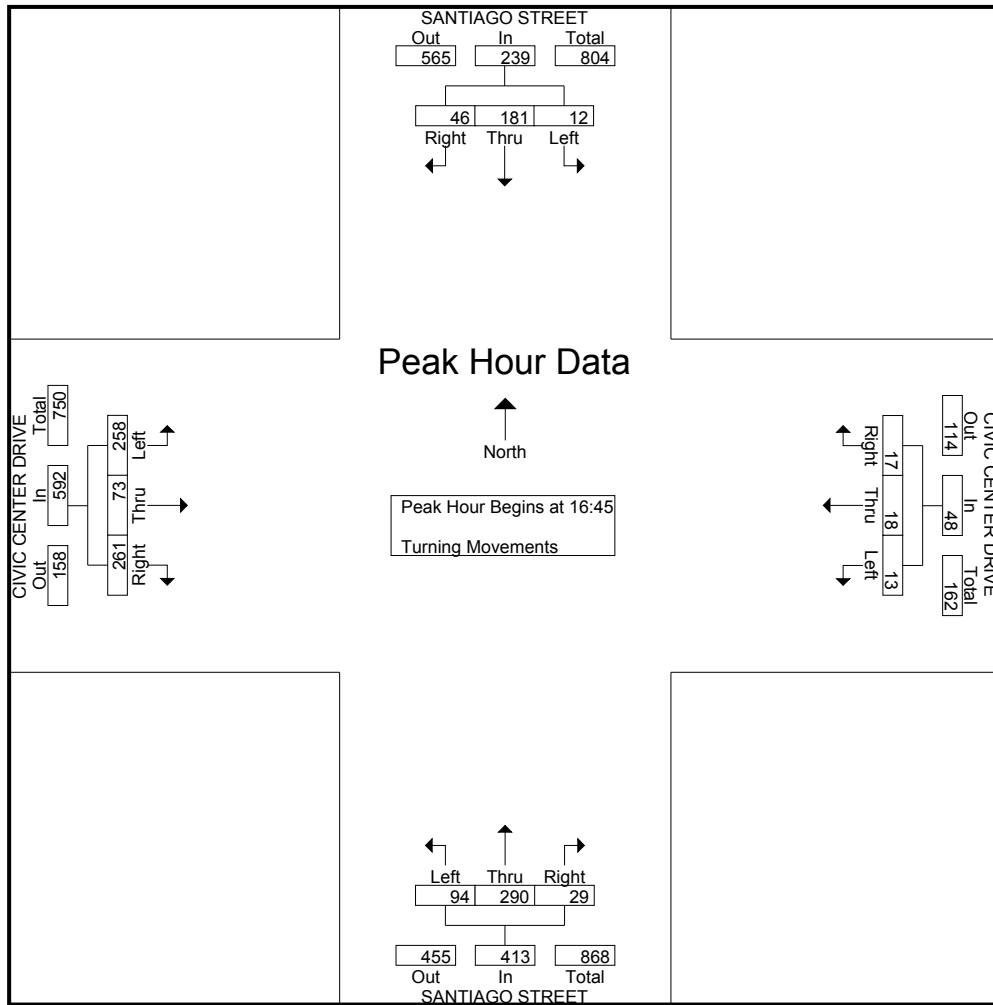 SANTIAGO STREET
Out In Total
565 239 804
46 181 12
Right Thru Left
Peak Hour Data
North
Peak Hour Begins at 16:45
Turning Movements
CIVIC CENTER DRIVE
Total In Out
750 592 158
258 73 261
Left Thru Right
CIVIC CENTER DRIVE
Out In Total
114 48 162
17 18 13
Right Thru Left
Left Thru Right
94 290 29
455 413 868
Out In Total
SANTIAGO STREET